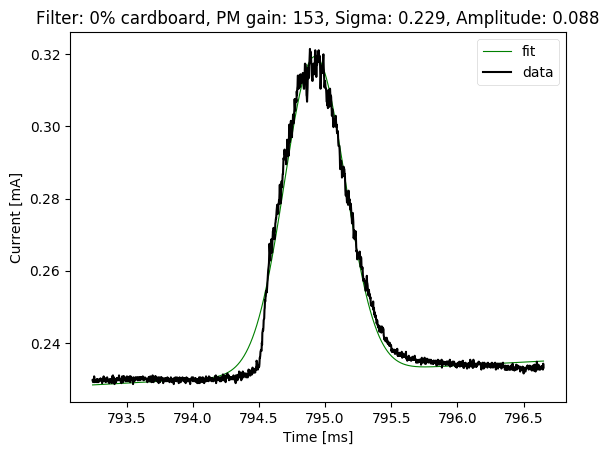 Filter: 0% cardboard, PM gain: 153, Sigma: 0.229, Amplitude: 0.088
fit
data
0.32
0.30
0.28
0.26
0.24
Current [mA]
793.5 794.0 794.5 795.0 795.5 796.0 796.5
Time [ms]